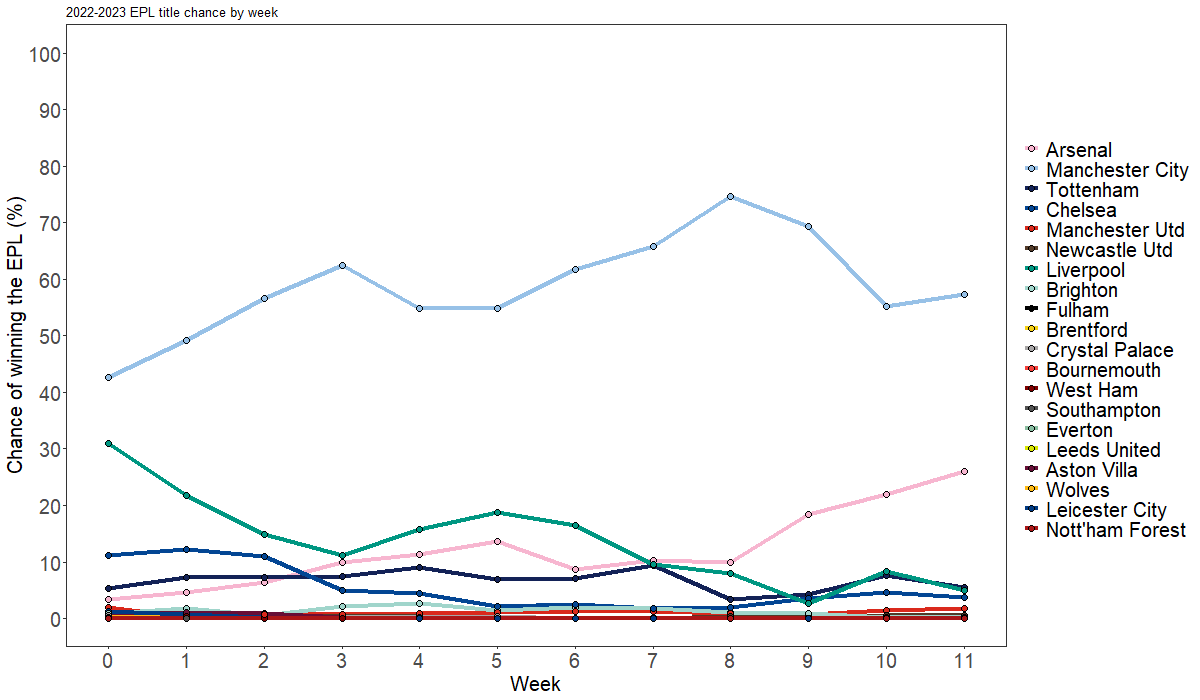 2022-2023 EPL title chance by week
Chance of winning the EPL (%)
100
90
80
70
60
50
40
30
20
10
0
0 1 2 3 4 5 6 7 8 9 10 11
Week
Arsenal
Manchester City
Tottenham
Chelsea
Manchester Utd
Newcastle Utd
Liverpool
Brighton
Fulham
Brentford
Crystal Palace
Bournemouth
West Ham
Southampton
Everton
Leeds United
Aston Villa
Wolves
Leicester City
Nott'ham Forest